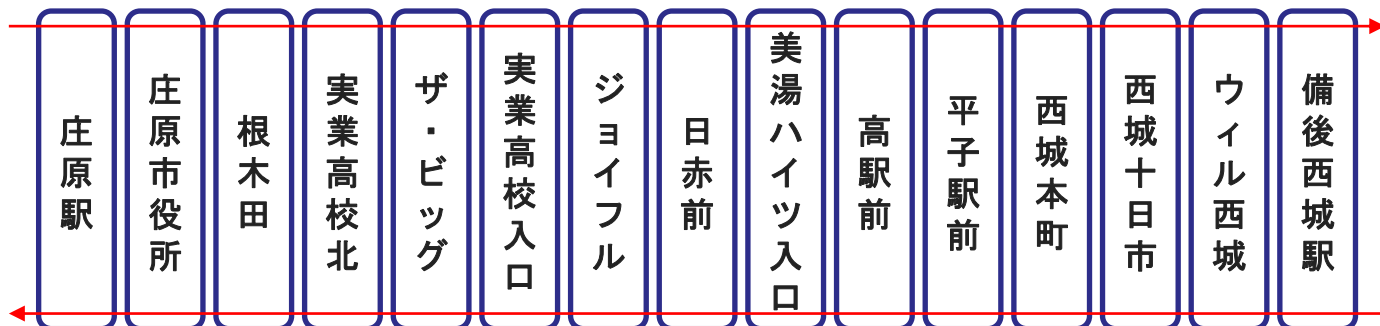 庄原駅
庄原市役所
根木田
実業高校北
ザ・ビッグ
実業高校入口
ジョイフル
日赤前
美湯ハイツ入口
高駅前
平子駅前
西城本町
西城十日市
ウィル西城
備後西城駅